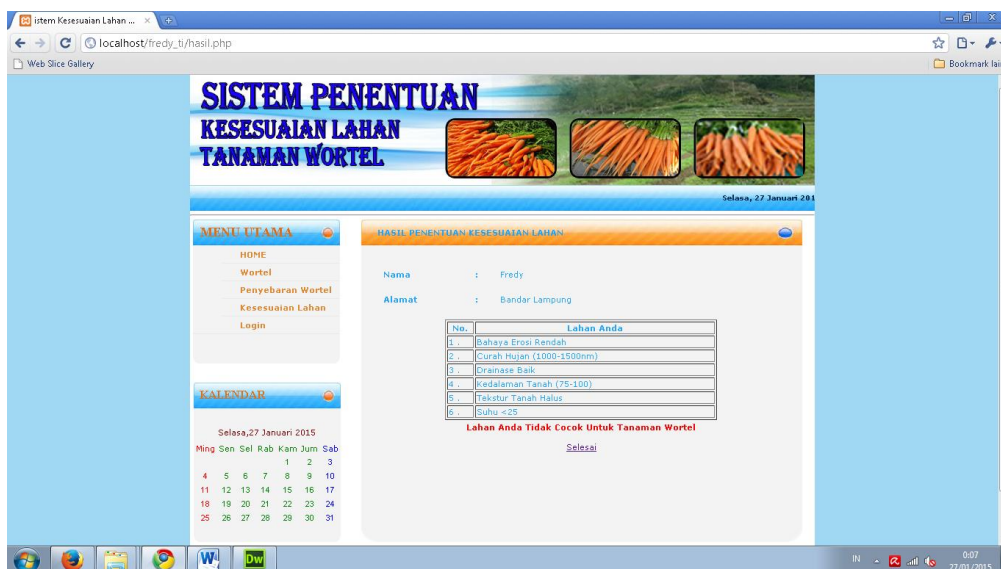 istem Kesesuaian Lahan ...
localhost/fredy_ti/hasil.php
Web Slice Gallery
Bookmark lai
SISTEM PENENTUAN
KESESUAIAN LAHAN
TANAMAN WORTEL
Selasa, 27 Januari 201
MENU UTAMA
HOME
Wortel
Penyebaran Wortel
Kesesuaian Lahan
Login
KALENDAR
Selasa,27 Januari 2015
Ming Sen Sel Rab Kam Jum Sab
1 2 3
4 5 6 7 8 9 10
11 12 13 14 15 16 17
18 19 20 21 22 23 24
25 26 27 28 29 30 31
HASIL PENENTUAN KESESUAIAN LAHAN
Nama : Fredy
Alamat : Bandar Lampung
No. Lahan Anda
1 . Bahaya Erosi Rendah
2 . Curah Hujan (1000-1500nm)
3 . Drainase Baik
4 . Kedalaman Tanah (75-100)
5 . Tekstur Tanah Halus
6 . Suhu <25
Lahan Anda Tidak Cocok Untuk Tanaman Wortel
Selesai
W
Dw
IN
0:07
27/01/2015